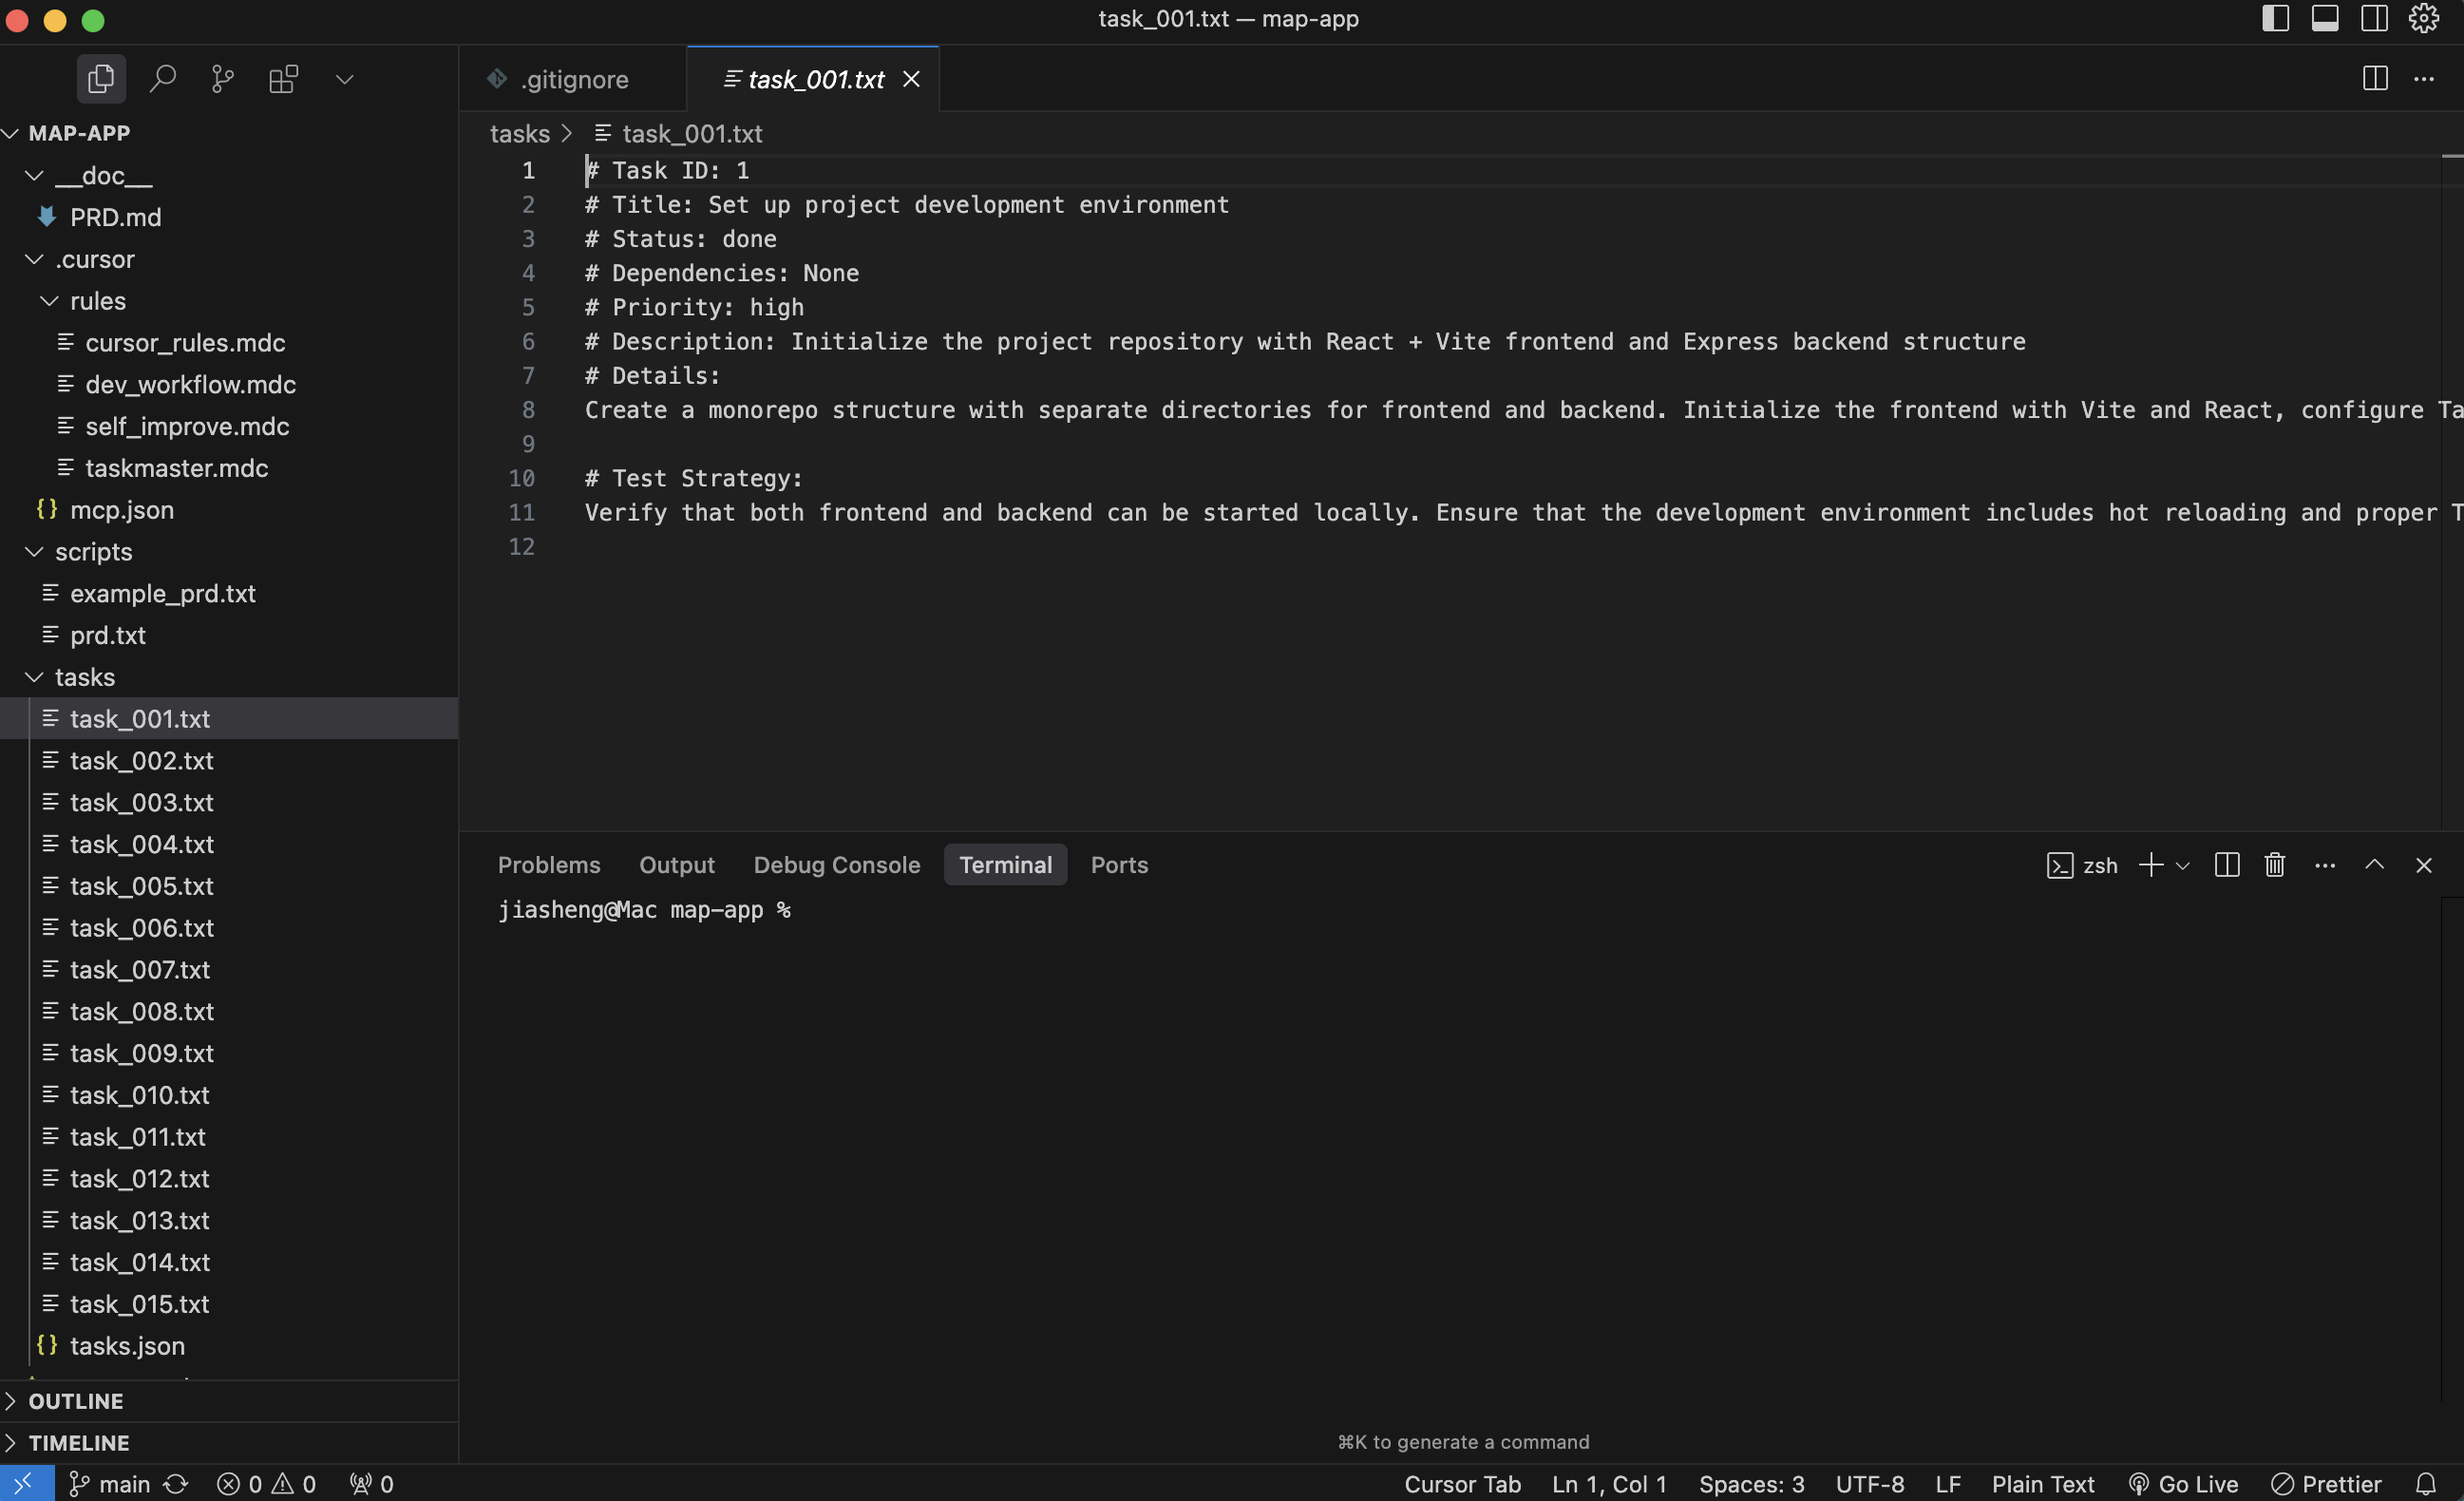 task_001.txt — map-app
.gitignore
task_001.txt
MAP-APP
__doc__
PRD.md
.cursor
rules
cursor_rules.mdc
dev_workflow.mdc
self_improve.mdc
taskmaster.mdc
{} mcp.json
scripts
example_prd.txt
prd.txt
tasks
task_001.txt
task_002.txt
task_003.txt
task_004.txt
task_005.txt
task_006.txt
task_007.txt
task_008.txt
task_009.txt
task_010.txt
task_011.txt
task_012.txt
task_013.txt
task_014.txt
task_015.txt
{} tasks.json
OUTLINE
TIMELINE
tasks > task_001.txt
1 # Task ID: 1
2 # Title: Set up project development environment
3 # Status: done
4 # Dependencies: None
5 # Priority: high
6 # Description: Initialize the project repository with React + Vite frontend and Express backend structure
7 # Details:
8 Create a monorepo structure with separate directories for frontend and backend. Initialize the frontend with Vite and React, configure Ta
9
10 # Test Strategy:
11 Verify that both frontend and backend can be started locally. Ensure that the development environment includes hot reloading and proper T
12
Problems Output Debug Console Terminal Ports
zsh
jiasheng@Mac map-app %
⌘K to generate a command
main 0 0 0
Cursor Tab Ln 1, Col 1 Spaces: 3 UTF-8 LF Plain Text Go Live Prettier